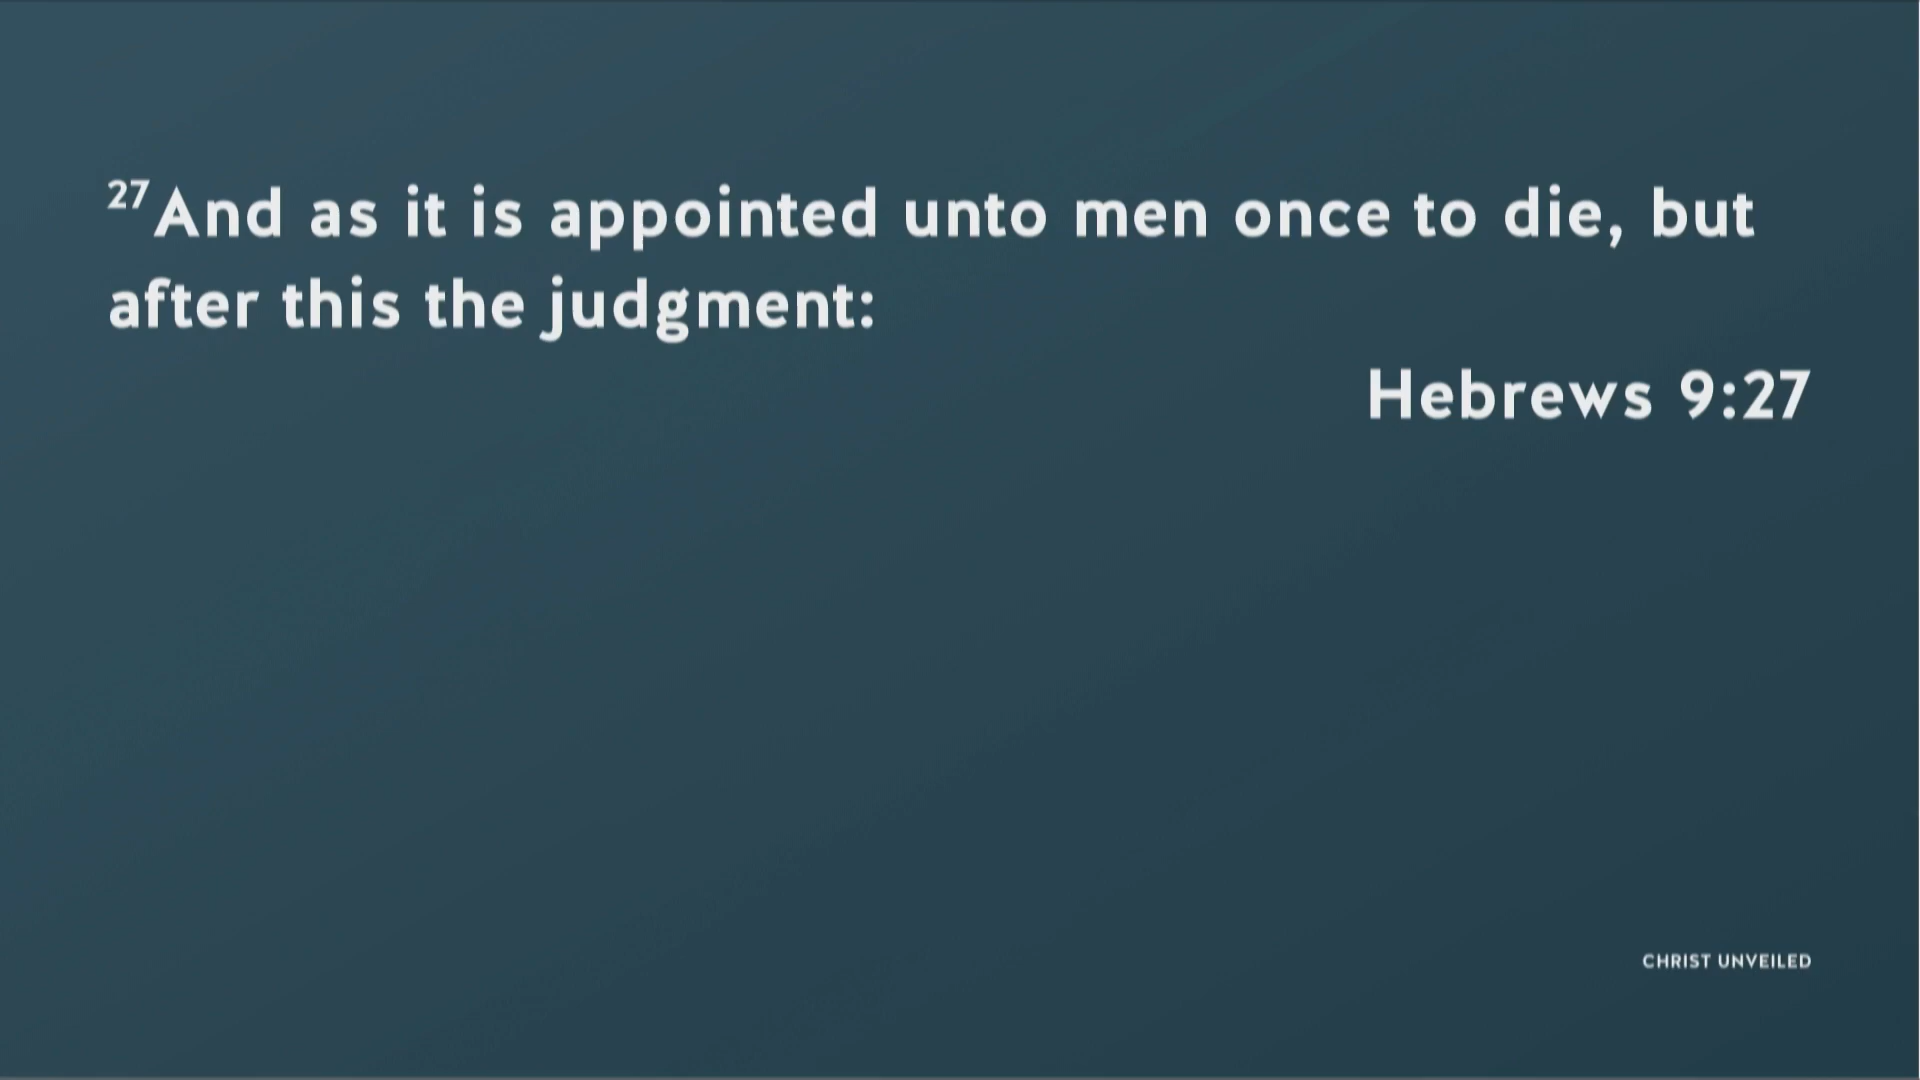 27And as it is appointed unto men once to die, but
after this the judgment:
Hebrews 9:27
CHRIST UNVEILED